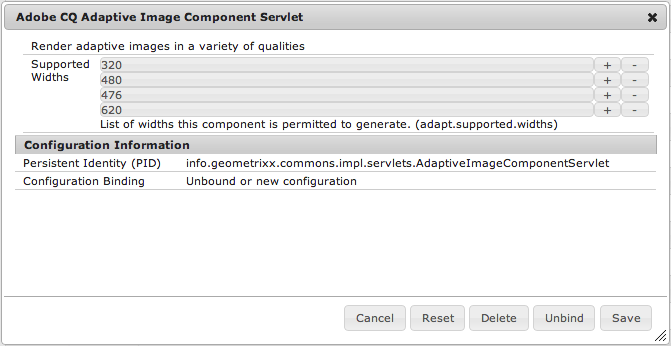 Adobe CQ Adaptive Image Component Servlet ✖
Render adaptive images in a variety of qualities
Supported Widths
320 + -
480 + -
476 + -
620 + -
List of widths this component is permitted to generate. (adapt.supported.widths)
Configuration Information
Persistent Identity (PID) info.geometrixx.commons.impl.servlets.AdaptiveImageComponentServlet
Configuration Binding Unbound or new configuration
Cancel Reset Delete Unbind Save